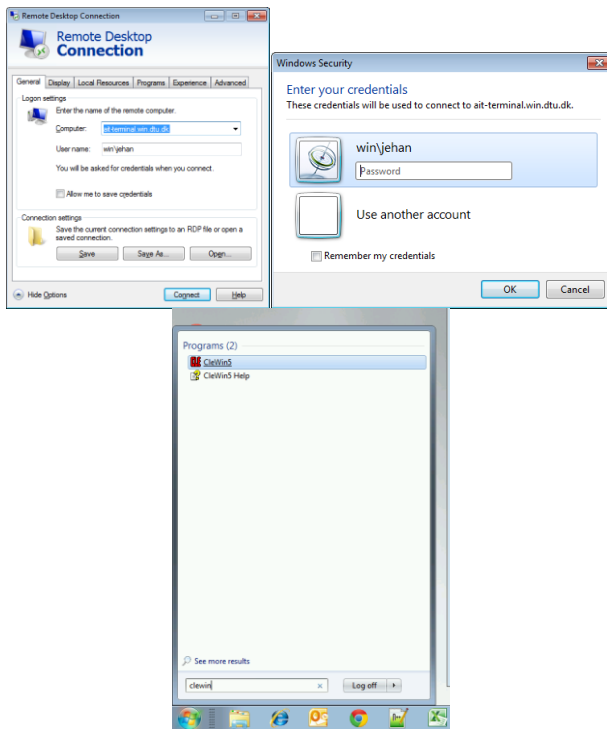 Remote Desktop Connection
Remote Desktop
Connection
General Display Local Resources Programs Experience Advanced
Logon settings
Enter the name of the remote computer.
Computer: ait-terminal.win.dtu.dk
User name: win\jehan
You will be asked for credentials when you connect.
Allow me to save credentials
Connection settings
Save the current connection settings to an RDP file or open a
saved connection.
Save Save As... Open...
Hide Options Connect Help
Windows Security
Enter your credentials
These credentials will be used to connect to ait-terminal.win.dtu.dk.
win\jehan
Password
Use another account
Remember my credentials
OK Cancel
Programs (2)
CleWin5
CleWin5 Help
See more results
clewin
Log off